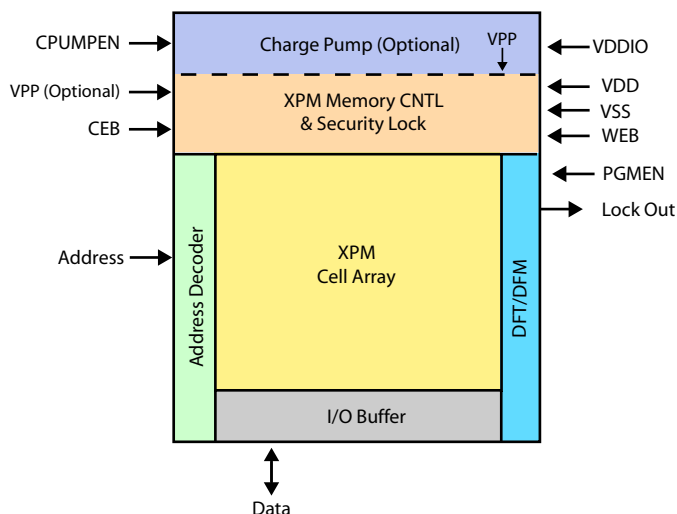 CPUMPEN
Charge Pump (Optional)
VPP
VDDIO
VPP (Optional)
XPM Memory CNTL
& Security Lock
VDD
VSS
CEB
WEB
PGMEN
Lock Out
Address
Address Decoder
XPM
Cell Array
DFT/DFM
I/O Buffer
Data